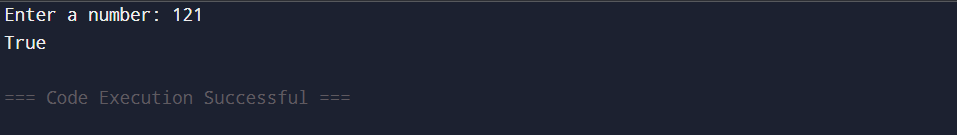 Enter a number: 121
True
=== Code Execution Successful ===